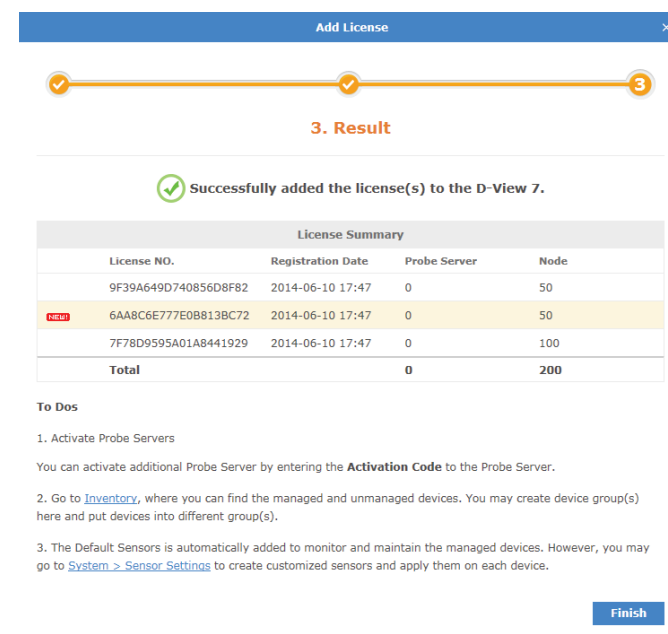 Add License ×
3
3. Result
Successfully added the license(s) to the D-View 7.
License Summary
License NO. Registration Date Probe Server Node
9F39A649D740856D8F82 2014-06-10 17:47 0 50
NEW! 6AA8C6E777E0B813BC72 2014-06-10 17:47 0 50
7F78D9595A01A8441929 2014-06-10 17:47 0 100
Total 0 200
To Dos
1. Activate Probe Servers
You can activate additional Probe Server by entering the Activation Code to the Probe Server.
2. Go to Inventory, where you can find the managed and unmanaged devices. You may create device group(s)
here and put devices into different group(s).
3. The Default Sensors is automatically added to monitor and maintain the managed devices. However, you may
go to System > Sensor Settings to create customized sensors and apply them on each device.
Finish